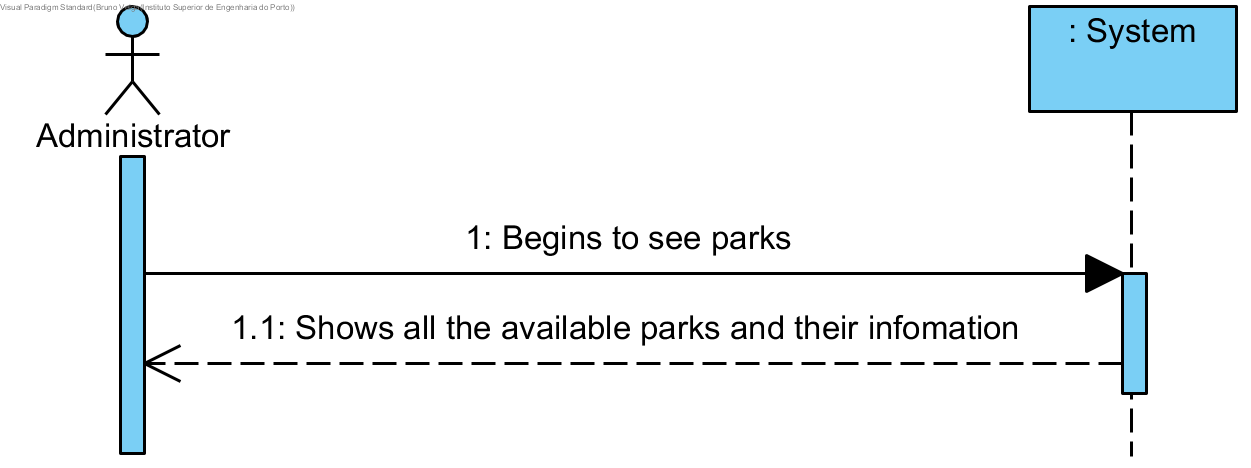 Visual Paradigm Standard(Bruno Instituto Superior de Engenharia do Porto))
: System
Administrator
1: Begins to see parks
1.1: Shows all the available parks and their infomation